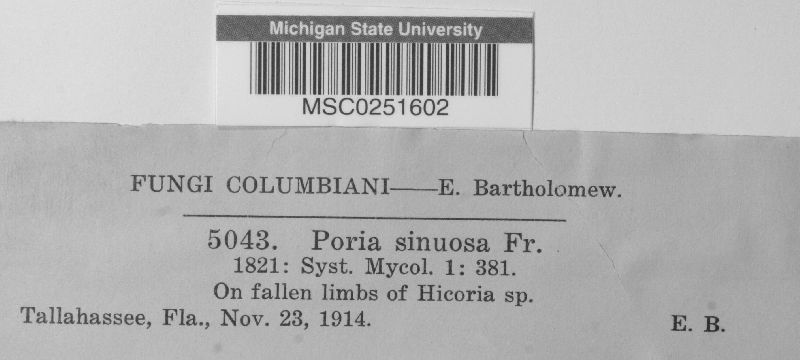 Michigan State University
MSC0251602
FUNGI COLUMBIANI——E. Bartholomew.
5043. Poria sinuosa Fr.
1821: Syst. Mycol. 1: 381.
On fallen limbs of Hicoria sp.
Tallahassee, Fla., Nov. 23, 1914. E. B.